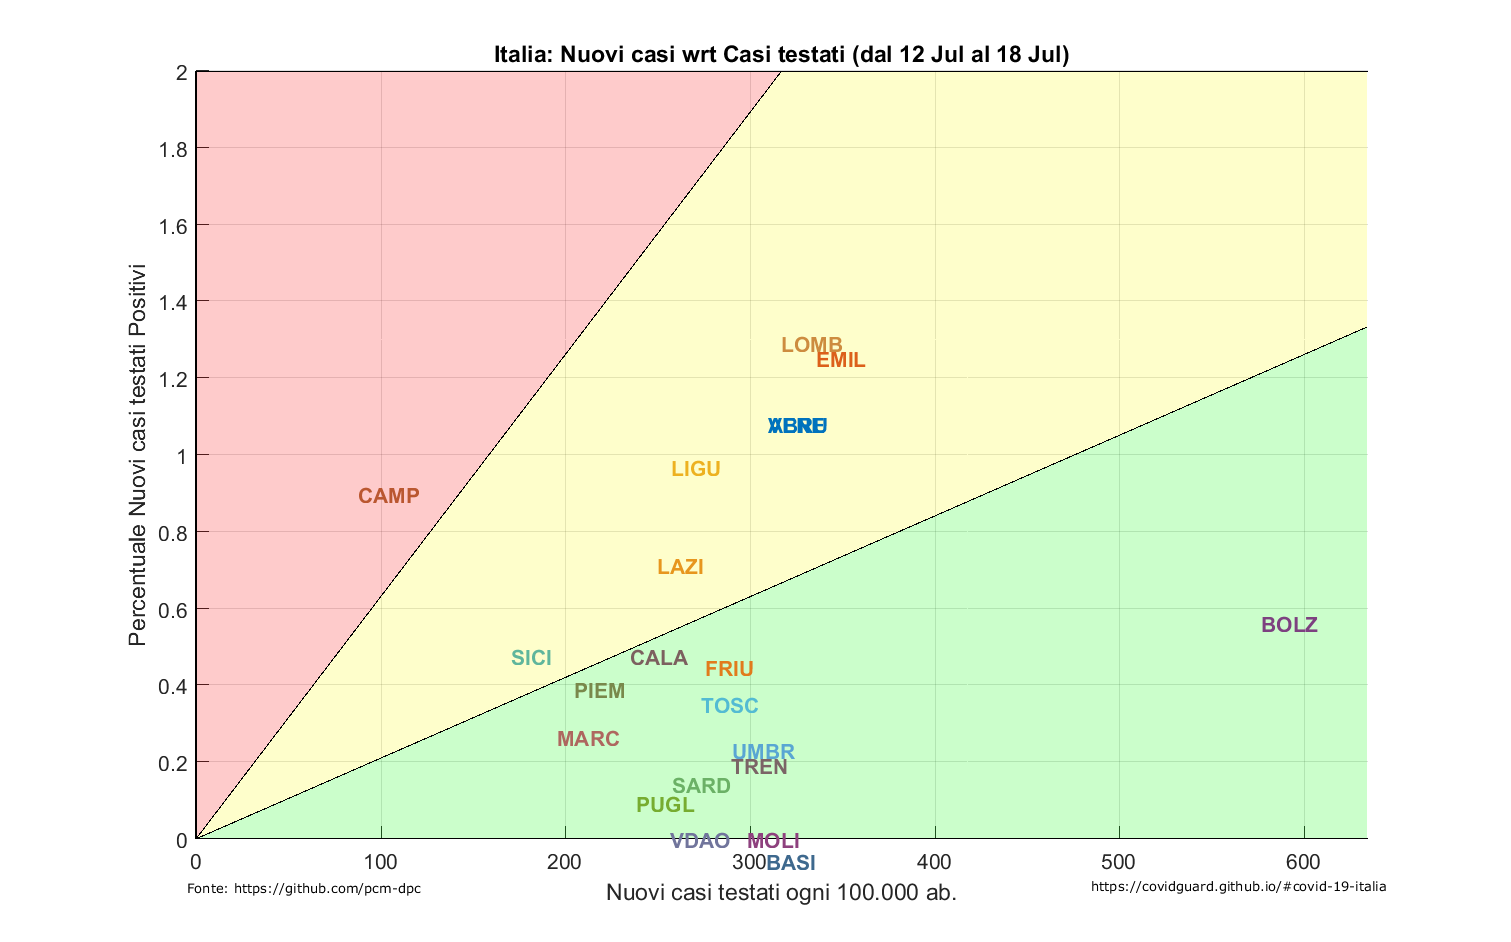 Italia: Nuovi casi wrt Casi testati (dal 12 Jul al 18 Jul)
Percentuale Nuovi casi testati Positivi
2
1.8
1.6
1.4
1.2
1
0.8
0.6
0.4
0.2
0
LOMB
EMIL
ABRU
LIGU
CAMP
LAZI
BOLZ
SICI
CALA
FRIU
PIEM
TOSC
MARC
UMBR
TREN
SARD
PUGL
VDAO
MOLI
BASI
0 100 200 300 400 500 600
Nuovi casi testati ogni 100.000 ab.
Fonte: https://github.com/pcm-dpc
https://covidguard.github.io/#covid-19-italia